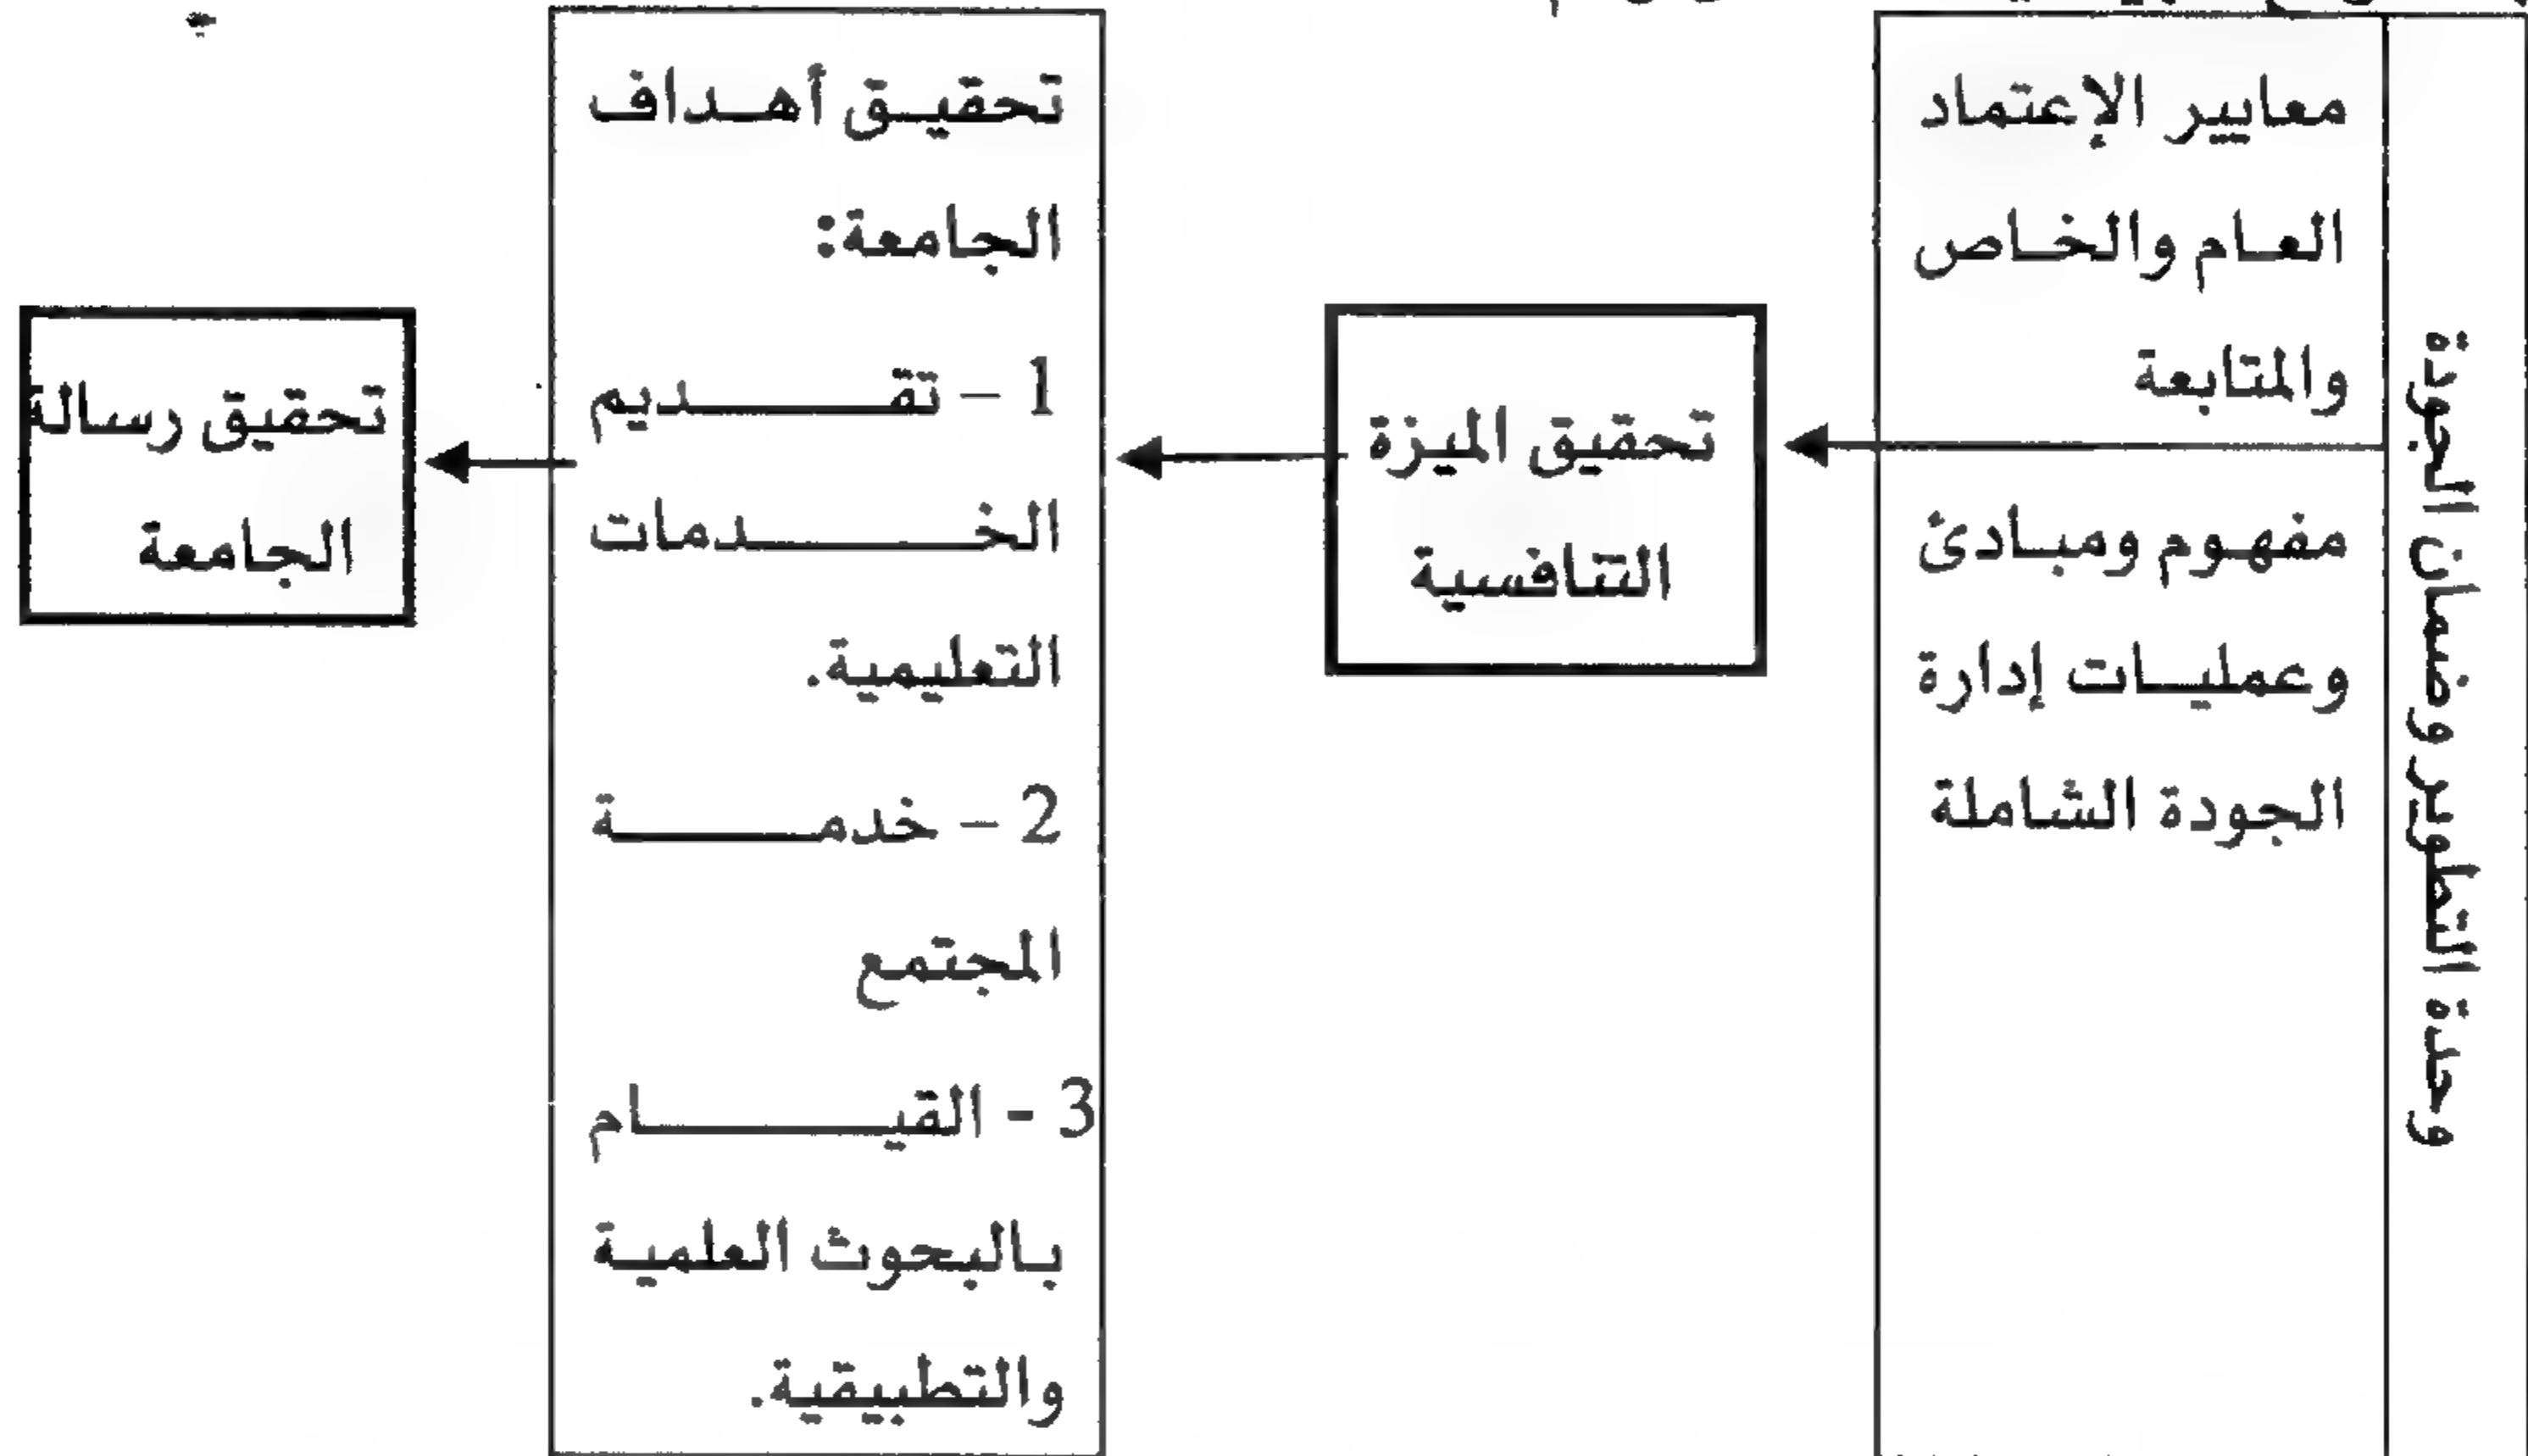 وحدة التطوير وضمان الجودة
معايير الإعتماد
العام والخاص
والمتابعة
مفهوم ومبادئ
وعمليات إدارة
الجودة الشاملة
تحقيق الميزة
التنافسية
تحقيق أهداف
الجامعة:
1 – تقديم
الخدمات
التعليمية.
2 – خدمة
المجتمع
3 - القيام
بالبحوث العلمية
والتطبيقية.
تحقيق رسالة
الجامعة